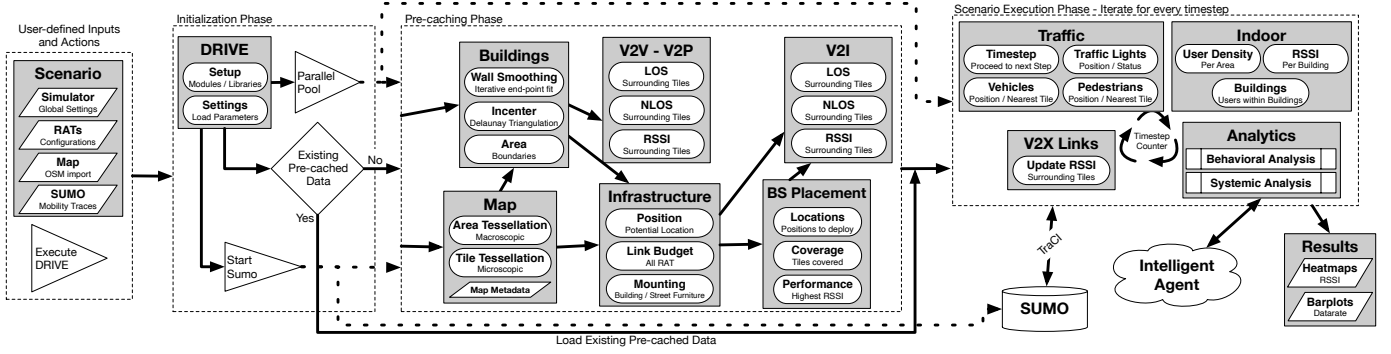 User-defined Inputs
and Actions
Scenario
Simulator
Global Settings
RATs
Configurations
Map
OSM import
SUMO
Mobility Traces
Execute
DRIVE
Initialization Phase
DRIVE
Setup
Modules / Libraries
Settings
Load Parameters
Parallel
Pool
Existing
Pre-cached
Data
No
Yes
Start
Sumo
Pre-caching Phase
Buildings
Wall Smoothing
Iterative end-point fit
Incenter
Delaunay Triangulation
Area
Boundaries
Map
Area Tessellation
Macroscopic
Tile Tessellation
Microscopic
Map Metadata
V2V - V2P
LOS
Surrounding Tiles
NLOS
Surrounding Tiles
RSSI
Surrounding Tiles
Infrastructure
Position
Potential Location
Link Budget
All RAT
Mounting
Building / Street Furniture
V2I
LOS
Surrounding Tiles
NLOS
Surrounding Tiles
RSSI
Surrounding Tiles
BS Placement
Locations
Positions to deploy
Coverage
Tiles covered
Performance
Highest RSSI
Load Existing Pre-cached Data
Scenario Execution Phase - Iterate for every timestep
Traffic
Timestep
Proceed to next Step
Traffic Lights
Position / Status
Vehicles
Position / Nearest Tile
Pedestrians
Position / Nearest Tile
Indoor
User Density
Per Area
RSSI
Per Building
Buildings
Users within Buildings
V2X Links
Update RSSI
Surrounding Tiles
Timestep
Counter
Analytics
Behavioral Analysis
Systemic Analysis
TraCI
SUMO
Intelligent
Agent
Results
Heatmaps
RSSI
Barplots
Datarate